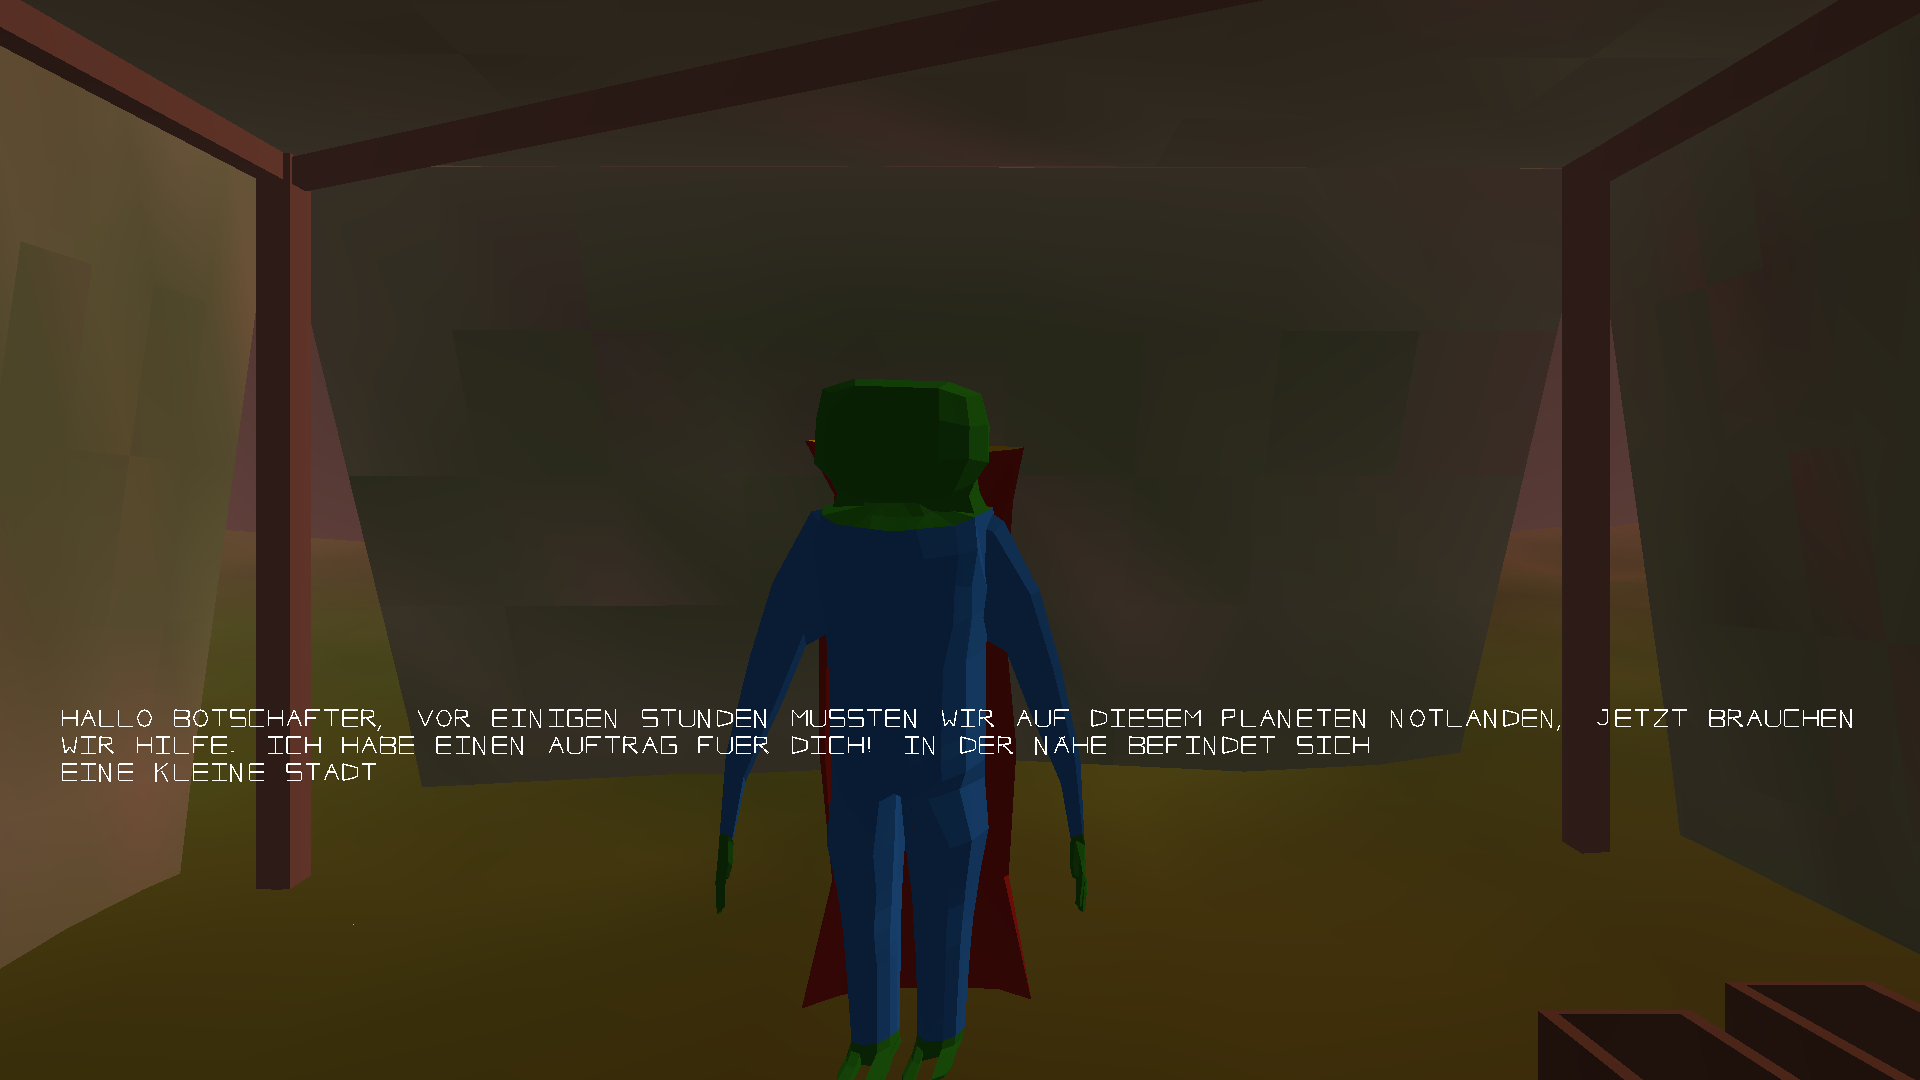 HALLO BOTSCHAFTER, VOR EINIGEN STUNDEN MUSSTEN WIR AUF DIESEM PLANETEN NOTLANDEN, JETZT BRAUCHEN
WIR HILFE. ICH HABE EINEN AUFTRAG FUER DICH! IN DER NAHE BEFINDET SICH
EINE KLEINE STADT